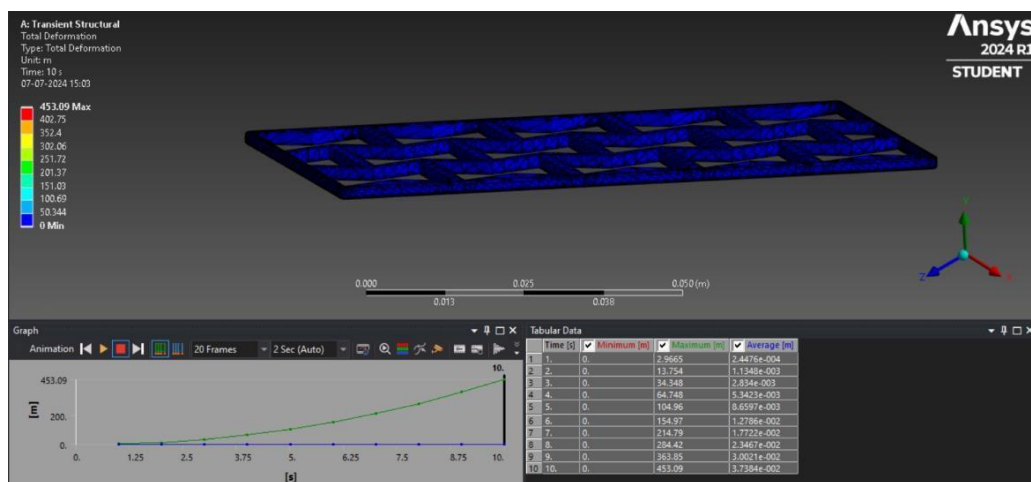 A: Transient Structural
Total Deformation
Type: Total Deformation
Unit: m
Time: 10 s
07-07-2024 15:03
453.09 Max
402.75
352.4
302.06
251.72
201.37
151.03
100.69
50.344
0 Min
Ansys
2024 R1
STUDENT
Y
Z
X
0.000 0.025 0.050 (m)
0.013 0.038
Graph
Animation 20 Frames 2 Sec (Auto)
10.
453.09
200.
0.
[m]
0. 1.25 2.5 3.75 5. 6.25 7.5 8.75 10.
[s]
Tabular Data
Time [s] Minimum [m] Maximum [m] Average [m]
1 1. 0. 2.9665 2.4476e-004
2 2. 0. 13.754 1.1348e-003
3 3. 0. 34.348 2.834e-003
4 4. 0. 64.748 5.3423e-003
5 5. 0. 104.96 8.6597e-003
6 6. 0. 154.97 1.2786e-002
7 7. 0. 214.79 1.7722e-002
8 8. 0. 284.42 2.3467e-002
9 9. 0. 363.85 3.0021e-002
10 10. 0. 453.09 3.7384e-002